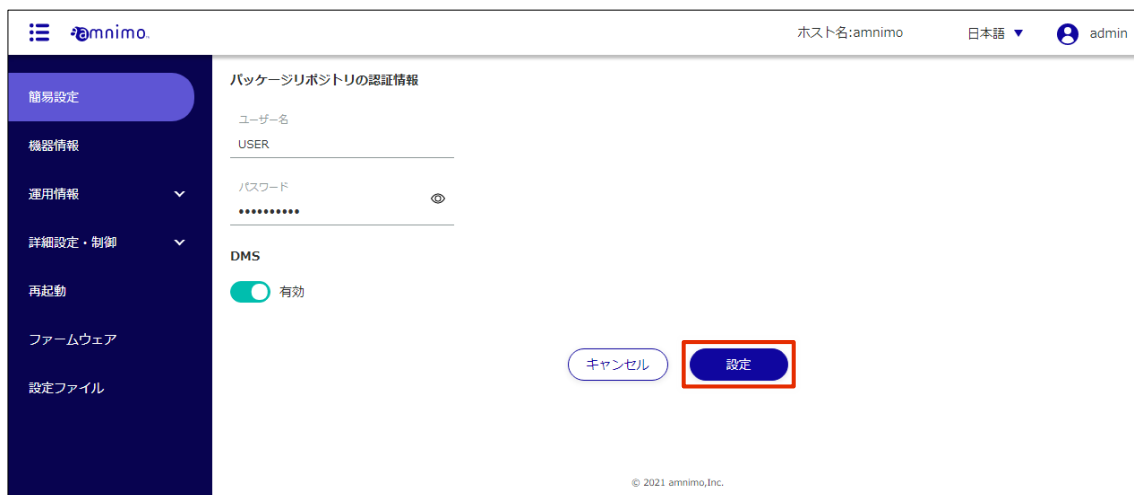 amnimo.
ホスト名:amnimo
日本語 ▼
admin
簡易設定
機器情報
運用情報
詳細設定・制御
再起動
ファームウェア
設定ファイル
パッケージリポジトリの認証情報
ユーザー名
USER
パスワード
••••••••••
DMS
有効
キャンセル
設定
© 2021 amnimo,Inc.